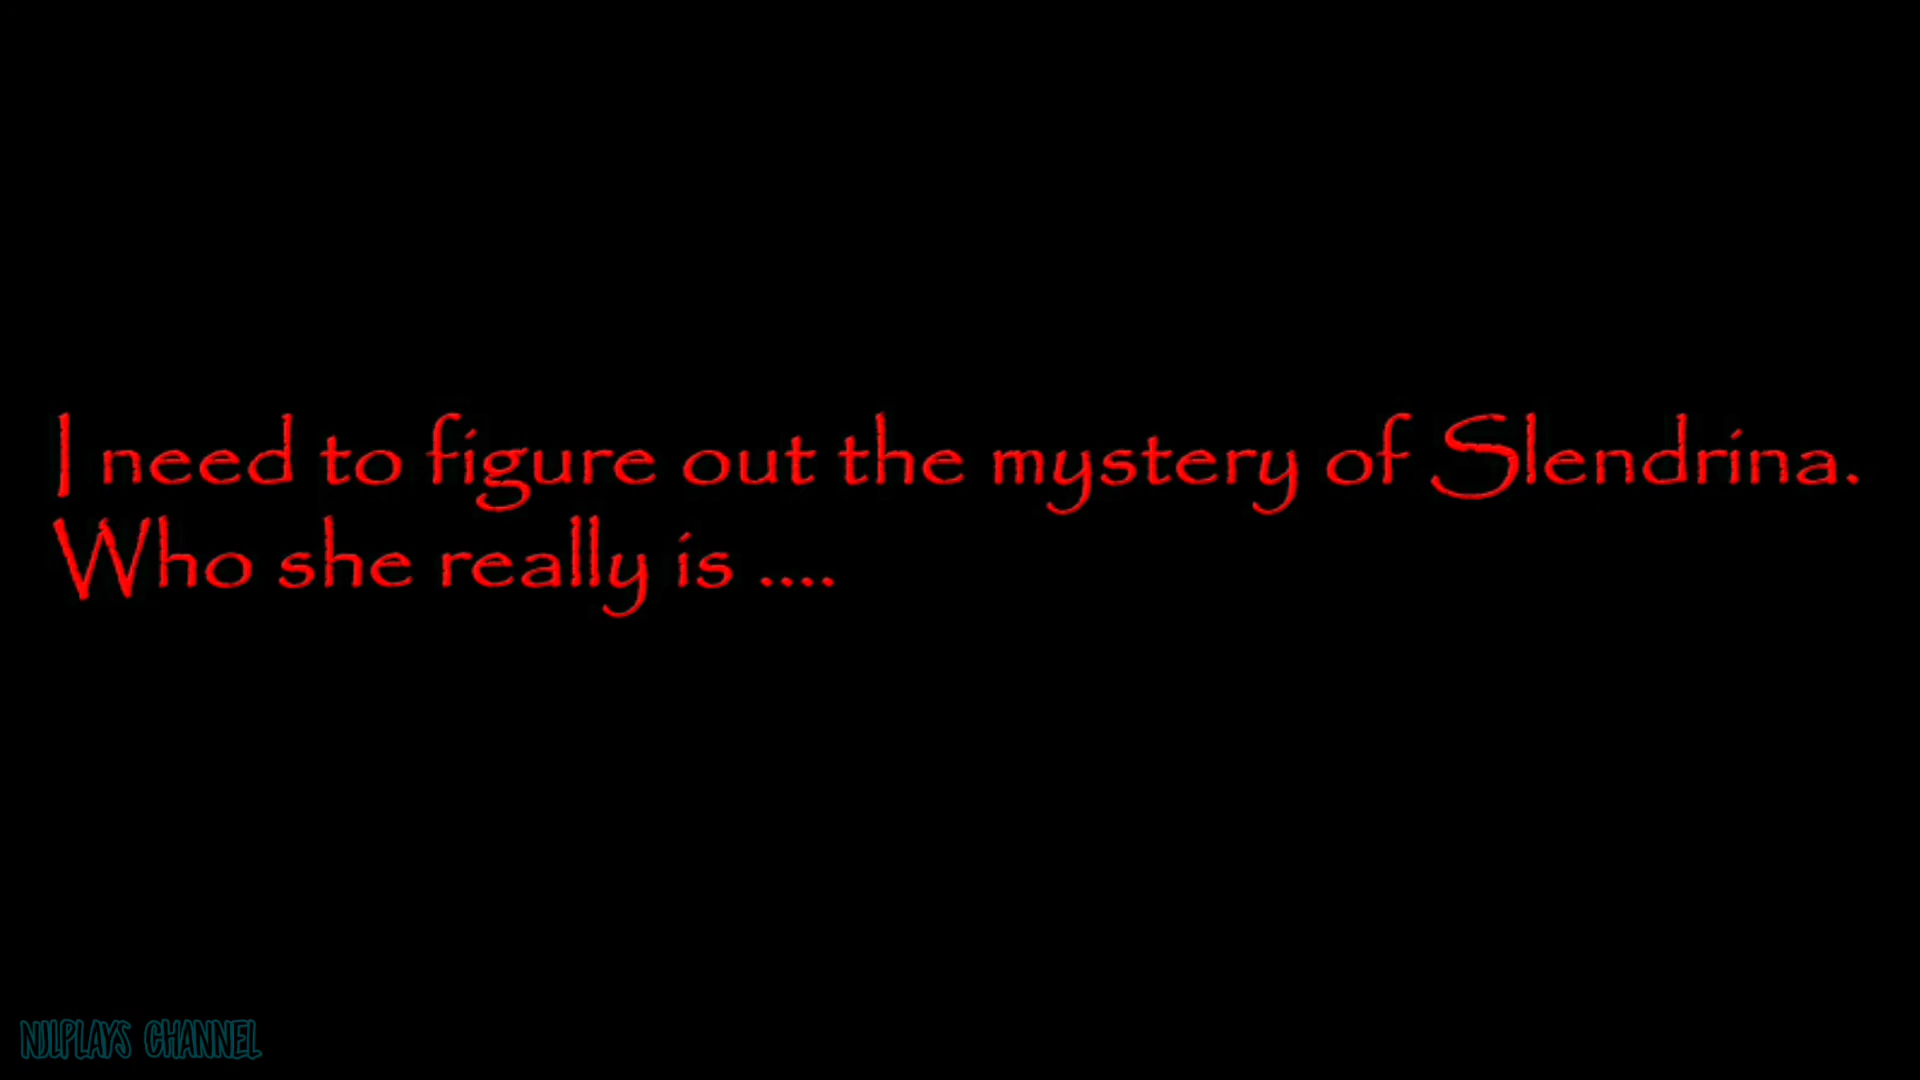 I need to figure out the mystery of Slendrina.
Who she really is ....
NJLPLAYS CHANNEL